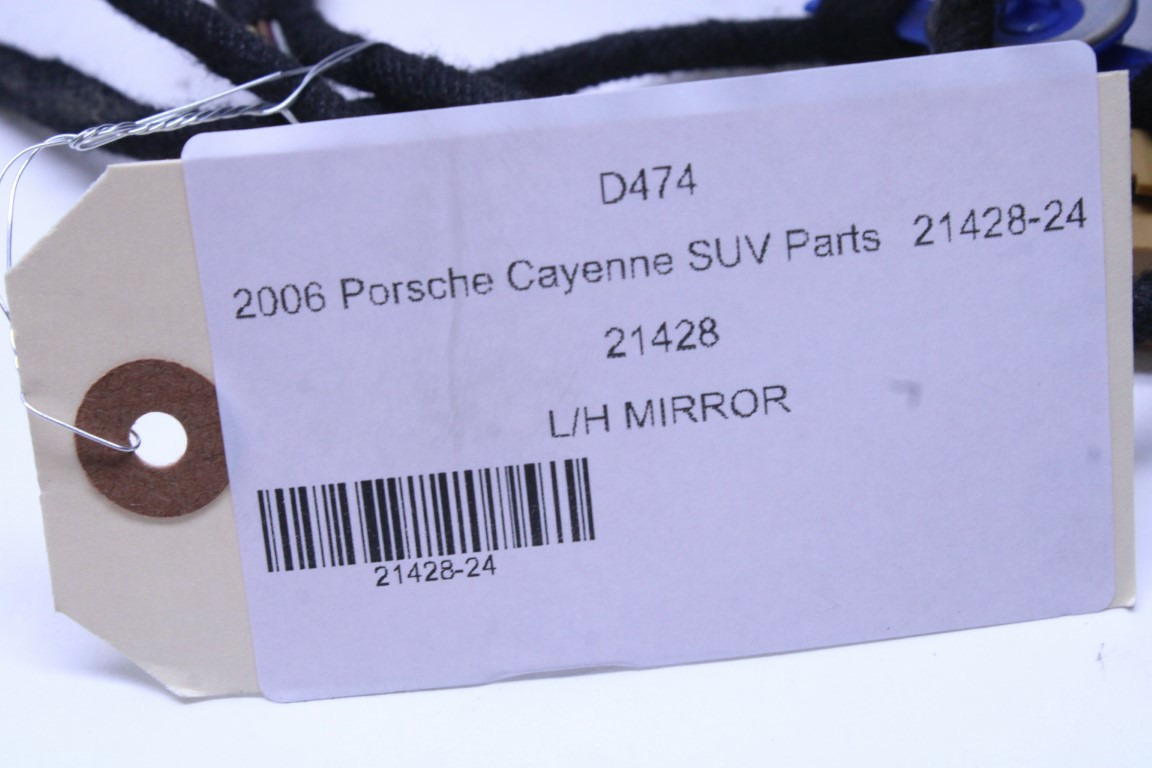 D474
2006 Porsche Cayenne SUV Parts 21428-24
21428
L/H MIRROR
21428-24